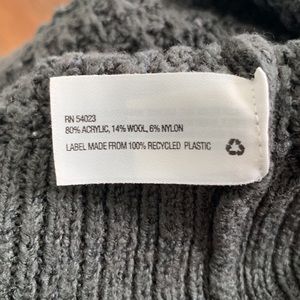 RN 54023
80% ACRYLIC, 14% WOOL, 6% NYLON
LABEL MADE FROM 100% RECYCLED PLASTIC